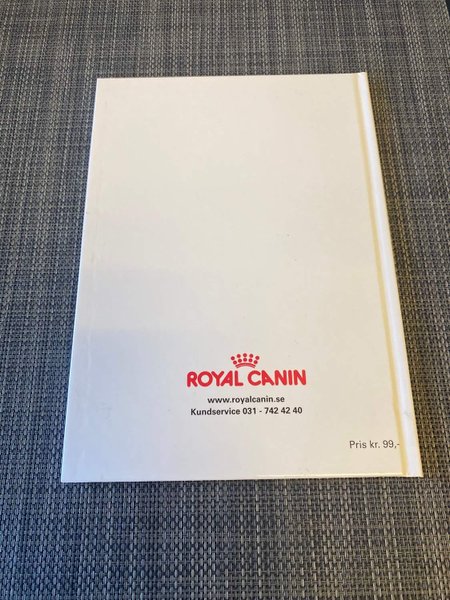 ROYAL CANIN
www.royalcanin.se
Kundservice 031 - 742 42 40
Pris kr. 99,-